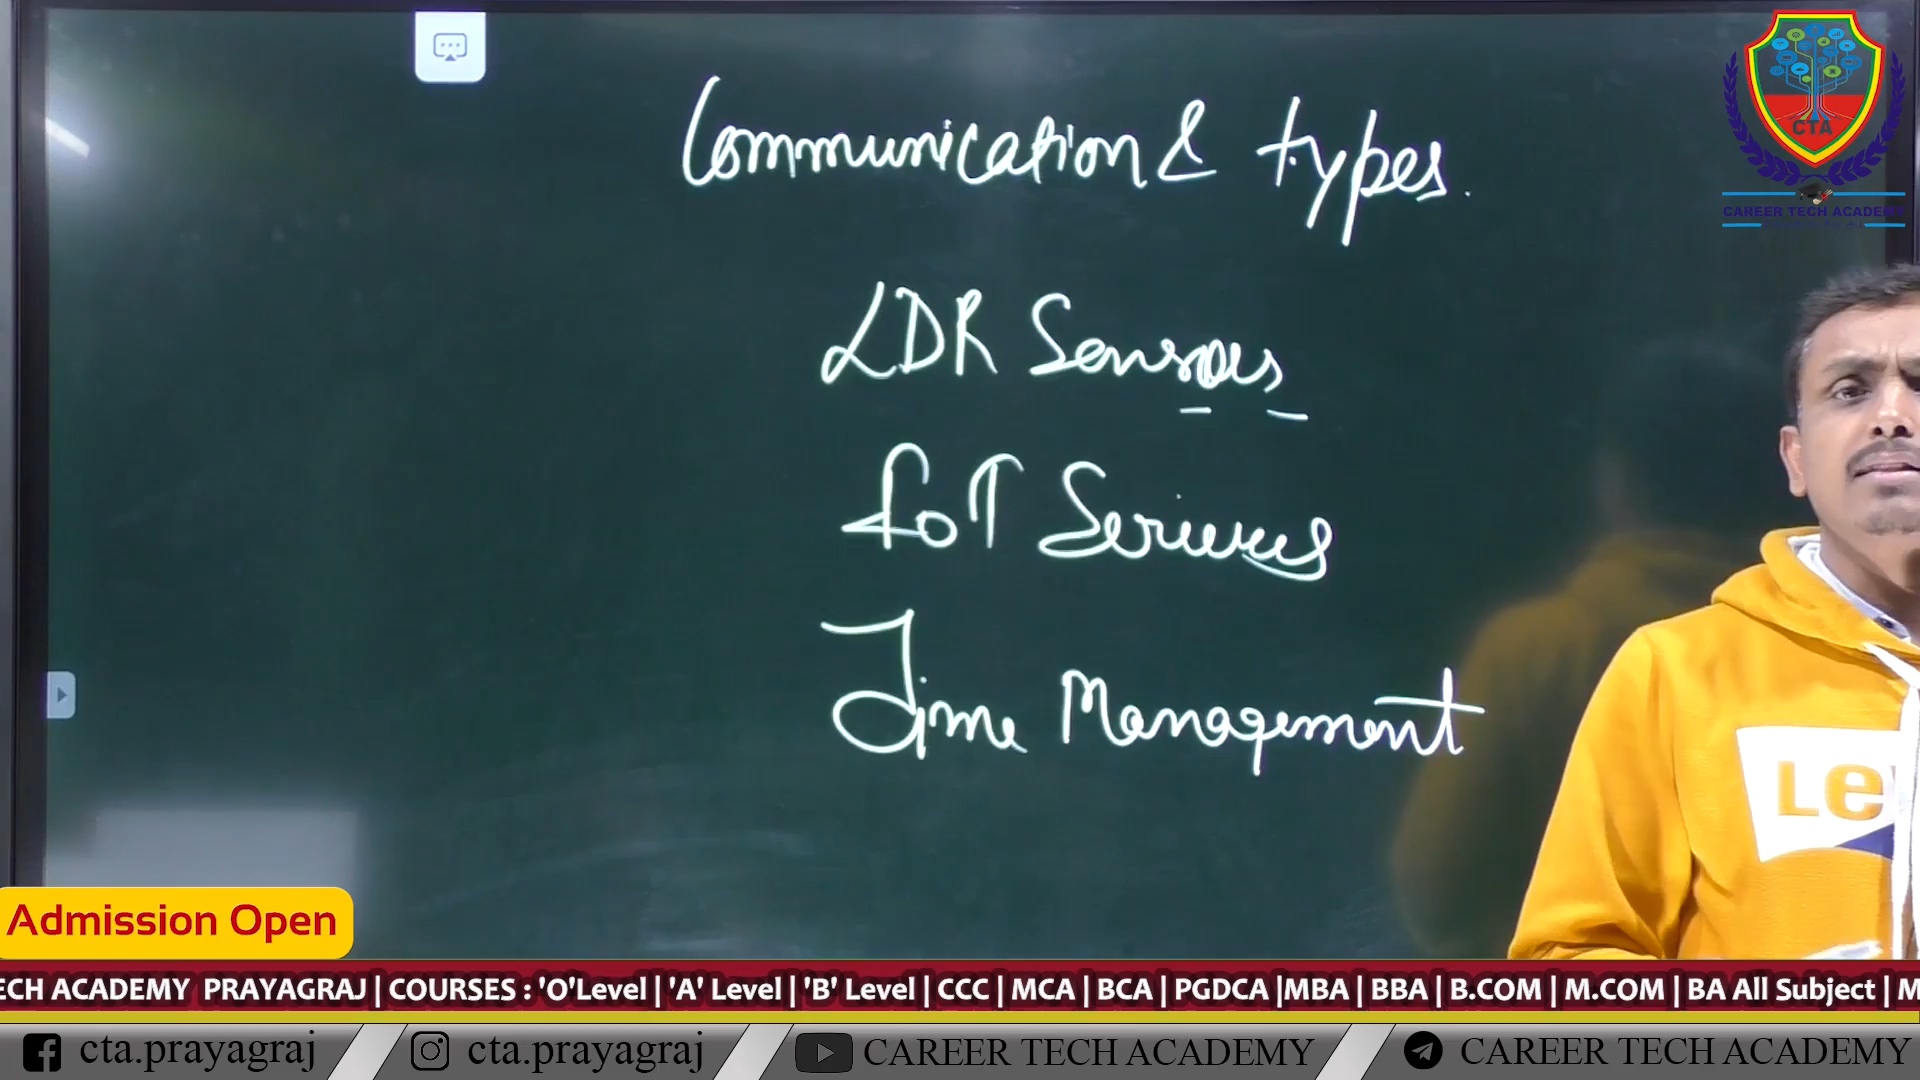 Communication & types.
LDR Sensors
IoT Services
Time Management
CTA
CAREER TECH ACADEMY
Le
Admission Open
ECH ACADEMY PRAYAGRAJ | COURSES : 'O'Level | 'A' Level | 'B' Level | CCC | MCA | BCA | PGDCA |MBA | BBA | B.COM | M.COM | BA All Subject | M
cta.prayagraj cta.prayagraj CAREER TECH ACADEMY CAREER TECH ACADEMY